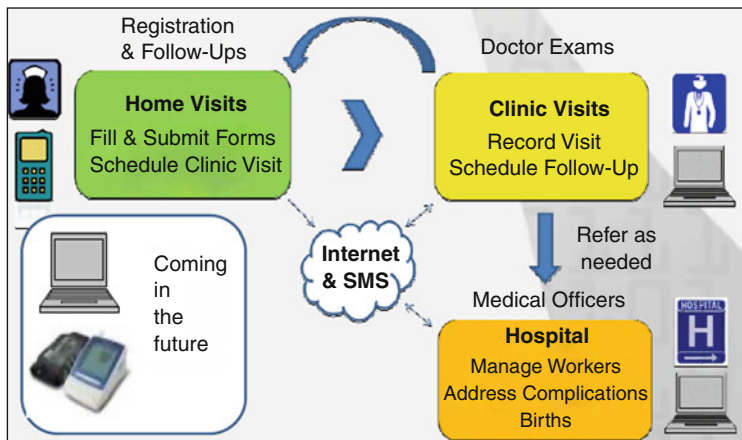 Registration
& Follow-Ups
Home Visits
Fill & Submit Forms
Schedule Clinic Visit
Doctor Exams
Clinic Visits
Record Visit
Schedule Follow-Up
Internet
& SMS
Refer as
needed
Coming
in
the
future
Medical Officers
Hospital
Manage Workers
Address Complications
Births
HOSPITAL
H